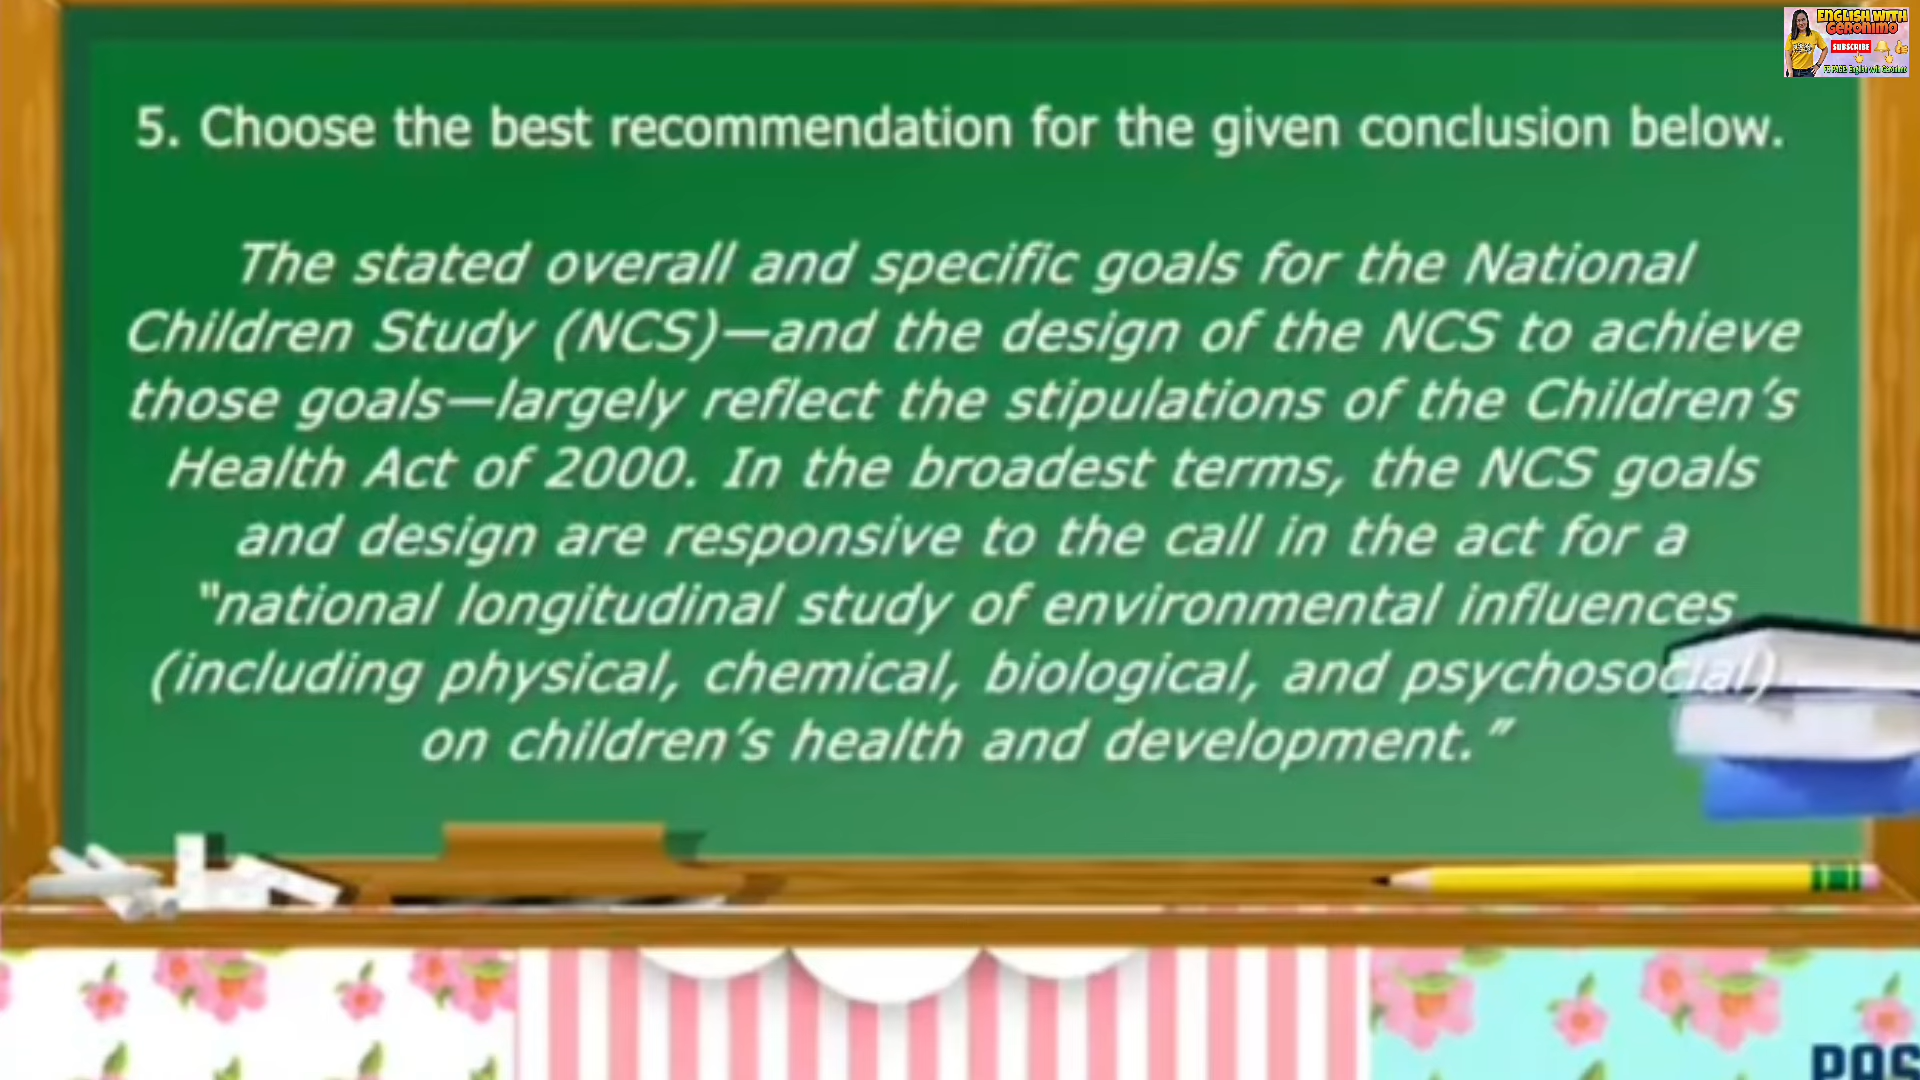 ENGLISH WITH
GERONIMO
SUBSCRIBE
5. Choose the best recommendation for the given conclusion below.
The stated overall and specific goals for the National
Children Study (NCS)—and the design of the NCS to achieve
those goals—largely reflect the stipulations of the Children’s
Health Act of 2000. In the broadest terms, the NCS goals
and design are responsive to the call in the act for a
“national longitudinal study of environmental influences
(including physical, chemical, biological, and psychosocial)
on children’s health and development.”